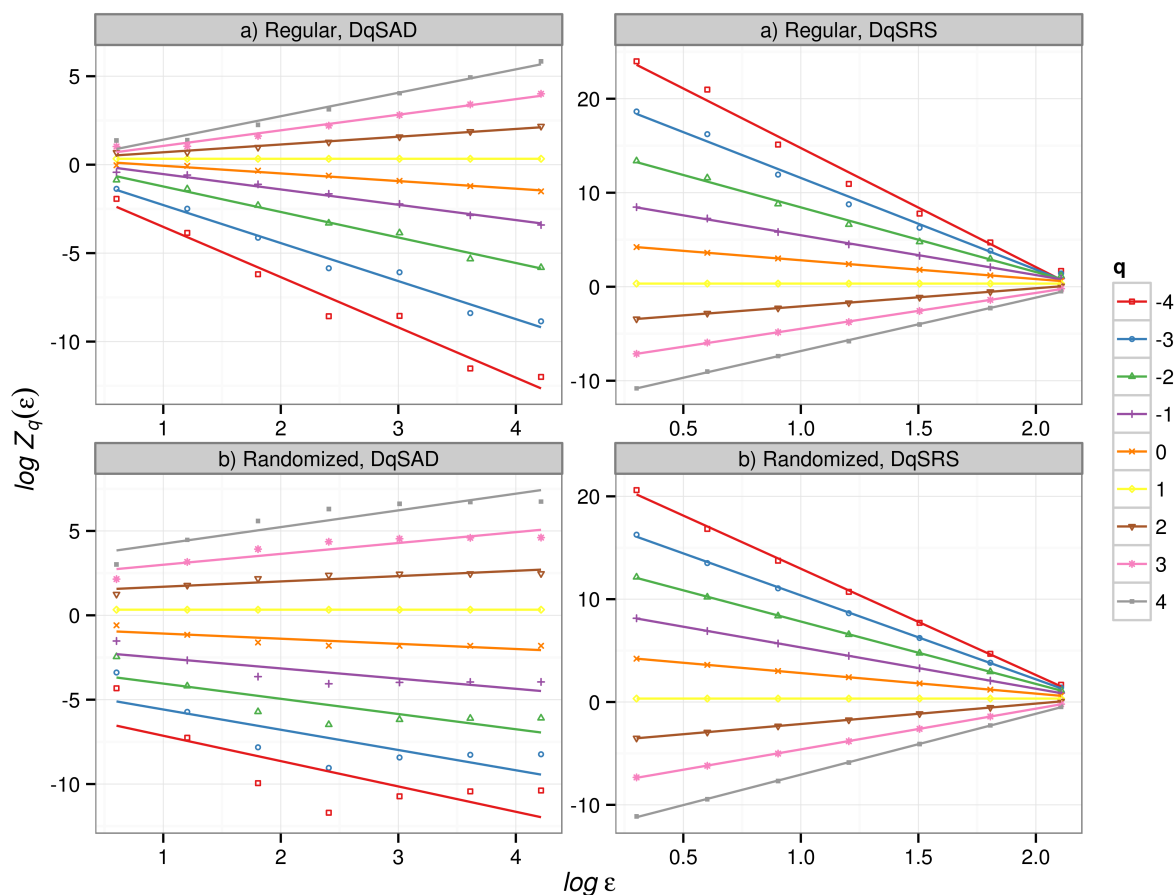 a) Regular, DqSAD
a) Regular, DqSRS
5
0
-5
-10
20
10
0
-10
1 2 3 4
0.5 1.0 1.5 2.0
b) Randomized, DqSAD
b) Randomized, DqSRS
5
0
-5
-10
20
10
0
-10
1 2 3 4
0.5 1.0 1.5 2.0
log Zq(ε)
log ε
q
-4
-3
-2
-1
0
1
2
3
4